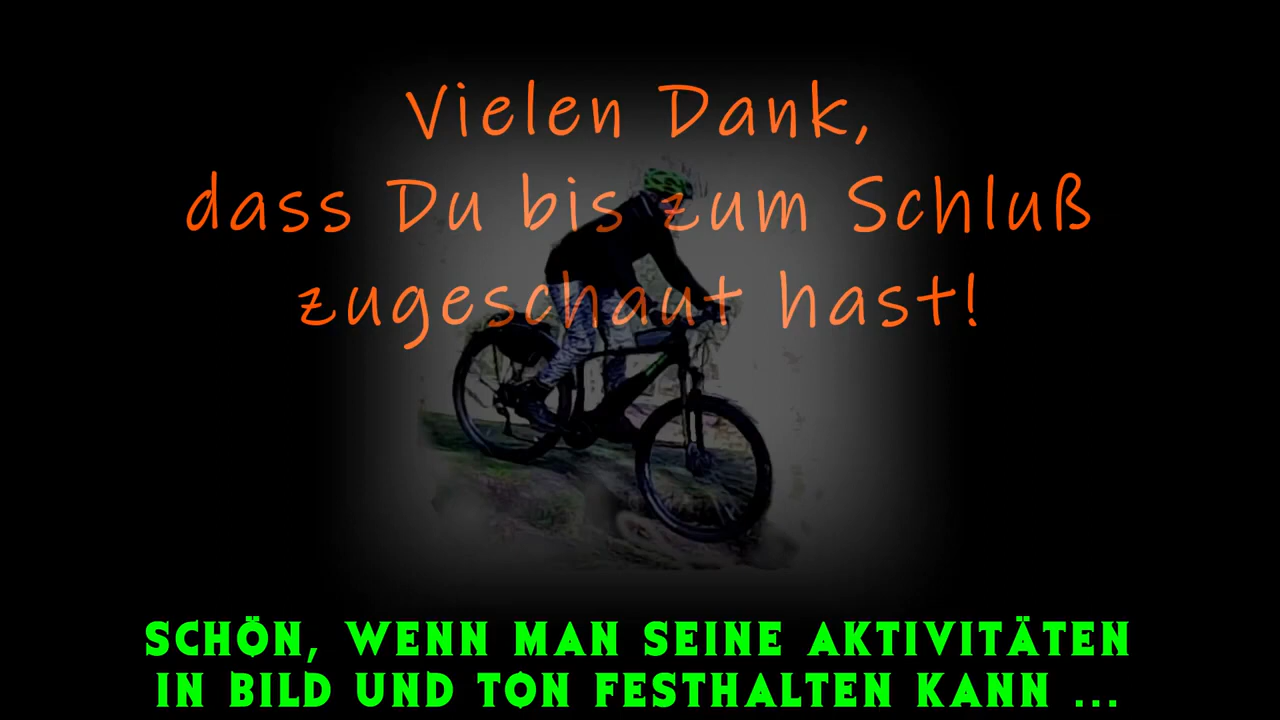 Vielen Dank,
dass Du bis zum Schluß
zugeschaut hast!
SCHÖN, WENN MAN SEINE AKTIVITÄTEN
IN BILD UND TON FESTHALTEN KANN ...